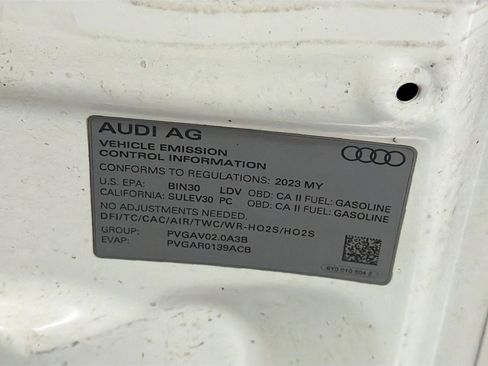 AUDI AG
VEHICLE EMISSION
CONTROL INFORMATION
CONFORMS TO REGULATIONS: 2023 MY
U.S. EPA: BIN30 LDV OBD: CA II FUEL: GASOLINE
CALIFORNIA: SULEV30 PC OBD: CA II FUEL: GASOLINE
NO ADJUSTMENTS NEEDED.
DFI/TC/CAC/AIR/TWC/WR-HO2S/HO2S
GROUP: PVGAV02.0A3B
EVAP: PVGAR0139ACB